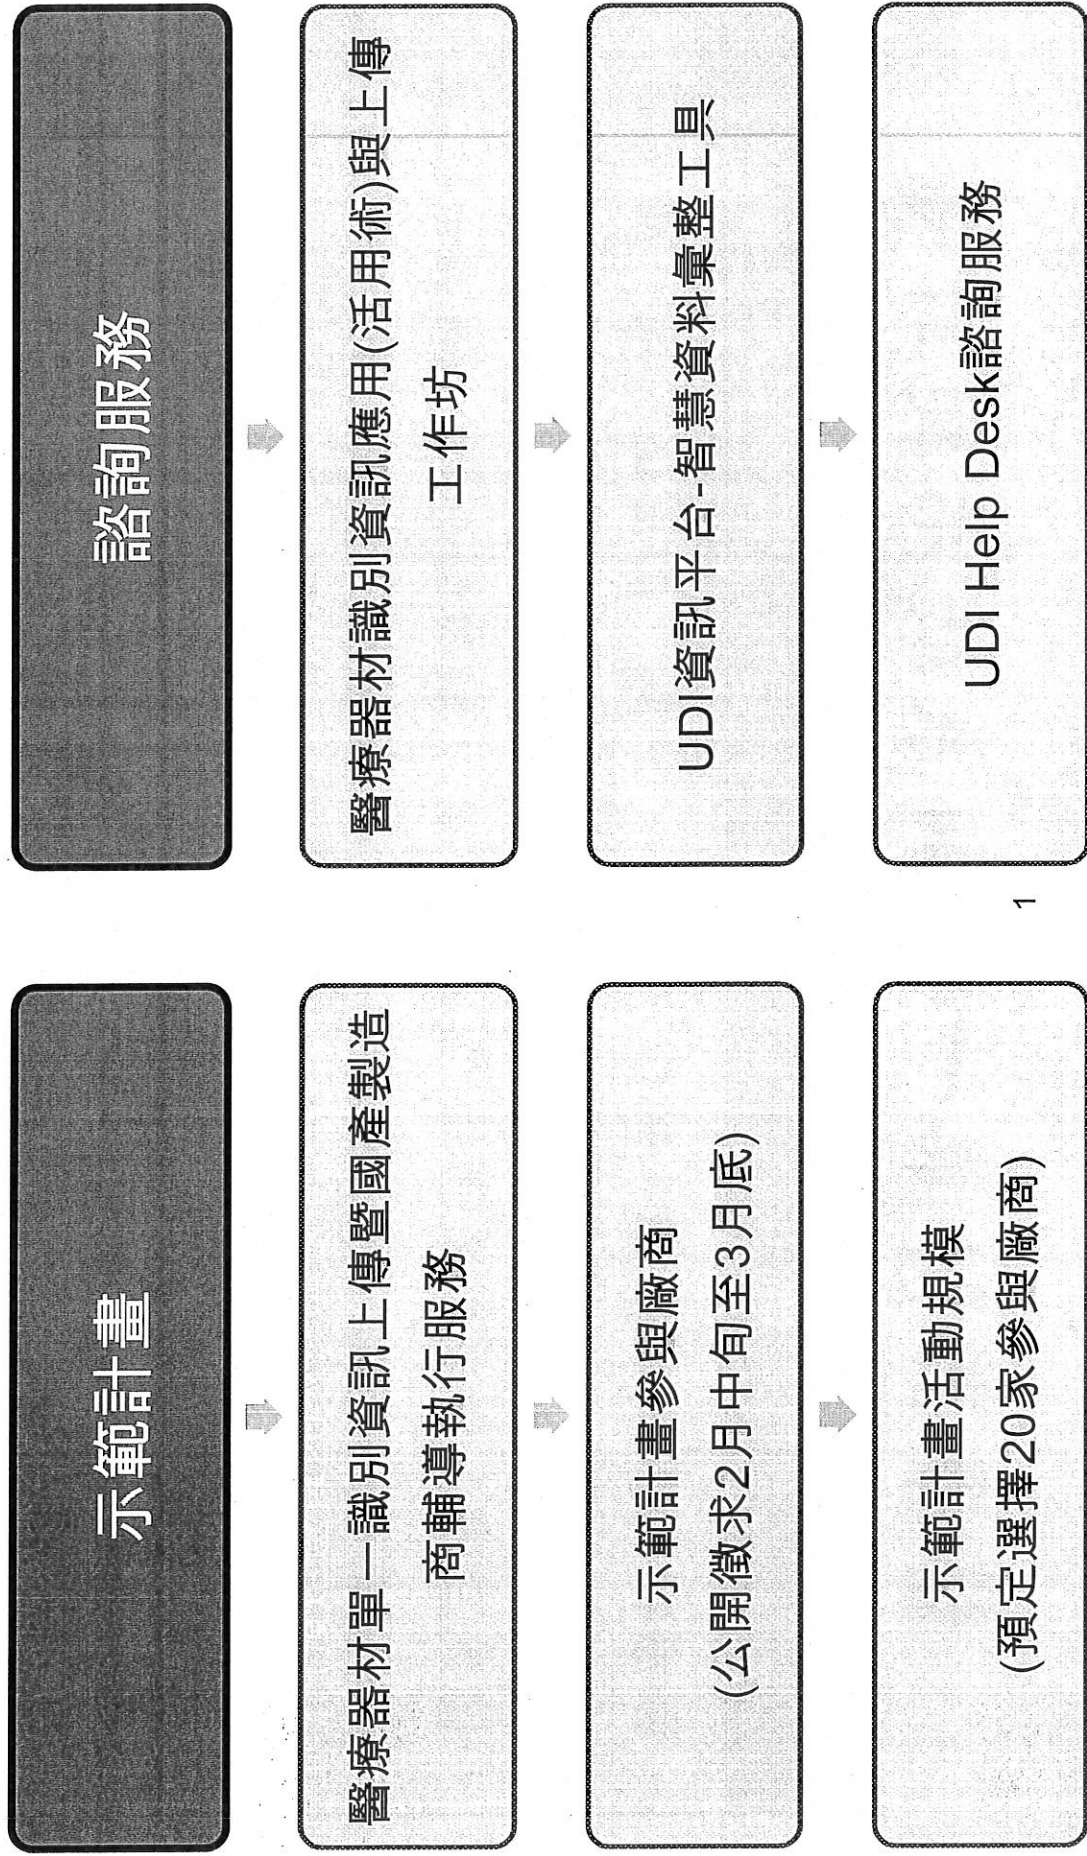 示範計畫
醫療器材單一識別資訊上傳暨國產製造
商輔導執行服務
示範計畫參與廠商
(公開徵求2月中旬至3月底)
示範計畫活動規模
(預定選擇20家參與廠商)
諮詢服務
醫療器材識別資訊應用(活用術)與上傳
工作坊
UDI資訊平台-智慧資料彙整工具
UDI Help Desk諮詢服務
1